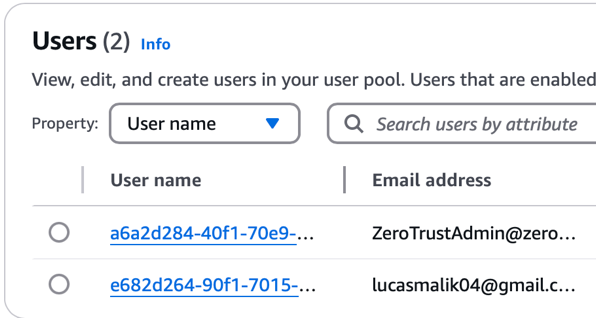 Users (2) Info
View, edit, and create users in your user pool. Users that are enabled
Property: User name Search users by attribute
User name Email address
a6a2d284-40f1-70e9-... ZeroTrustAdmin@zero...
e682d264-90f1-7015-... lucasmalik04@gmail.c...